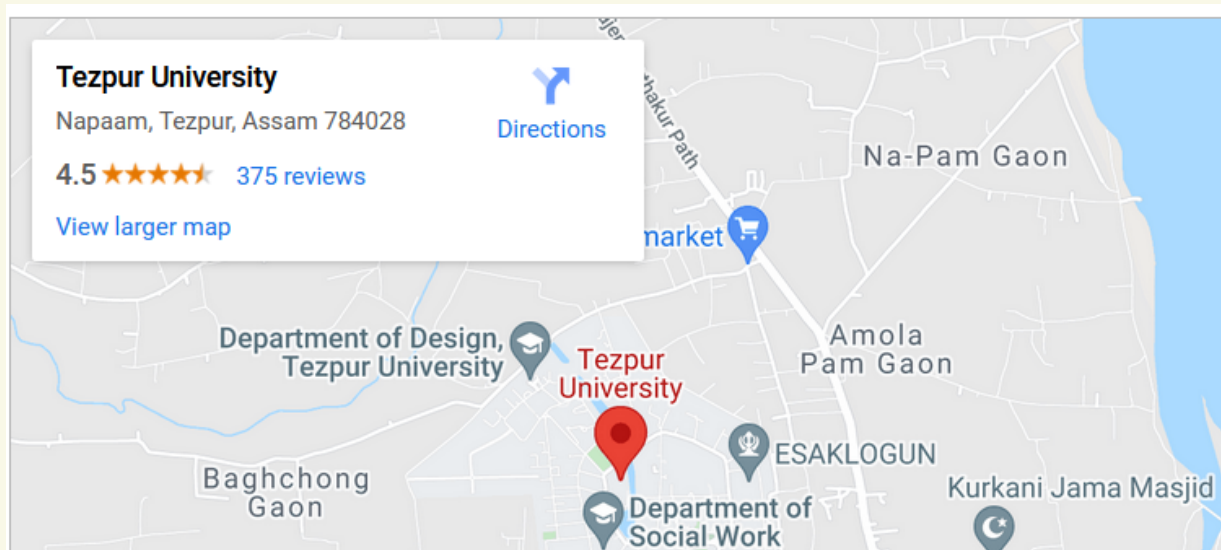 Tezpur University
Napaam, Tezpur, Assam 784028
Directions
4.5
375 reviews
View larger map
thakur Path
Na-Pam Gaon
market
Department of Design,
Tezpur University
Tezpur
University
Amola
Pam Gaon
ESAKLOGUN
Baghchong
Gaon
Kurkani Jama Masjid
Department of
Social Work